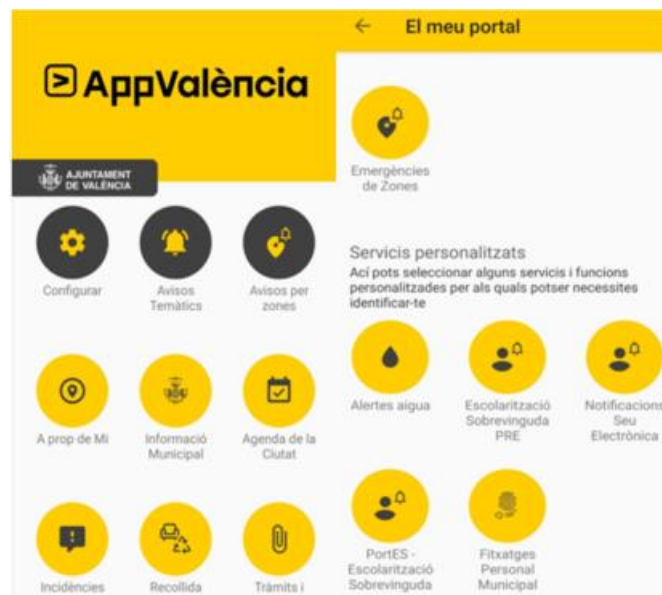 AppValència
AJUNTAMENT
DE VALÈNCIA
Configurar
Avisos
Temàtics
Avisos per
zones
A prop de Mi
Informació
Municipal
Agenda de la
Ciutat
Incidències
Recollida
Tràmits i
El meu portal
Emergències
de Zones
Servicis personalitzats
Ací pots seleccionar alguns servicis i funcions
personalitzades per als quals potser necessites
identificar-te
Alertes aigua
Escolarització
Sobrevinguda
PRE
Notificacions
Seu
Electrònica
PortES -
Escolarització
Sobrevinguda
Fitxatges
Personal
Municipal